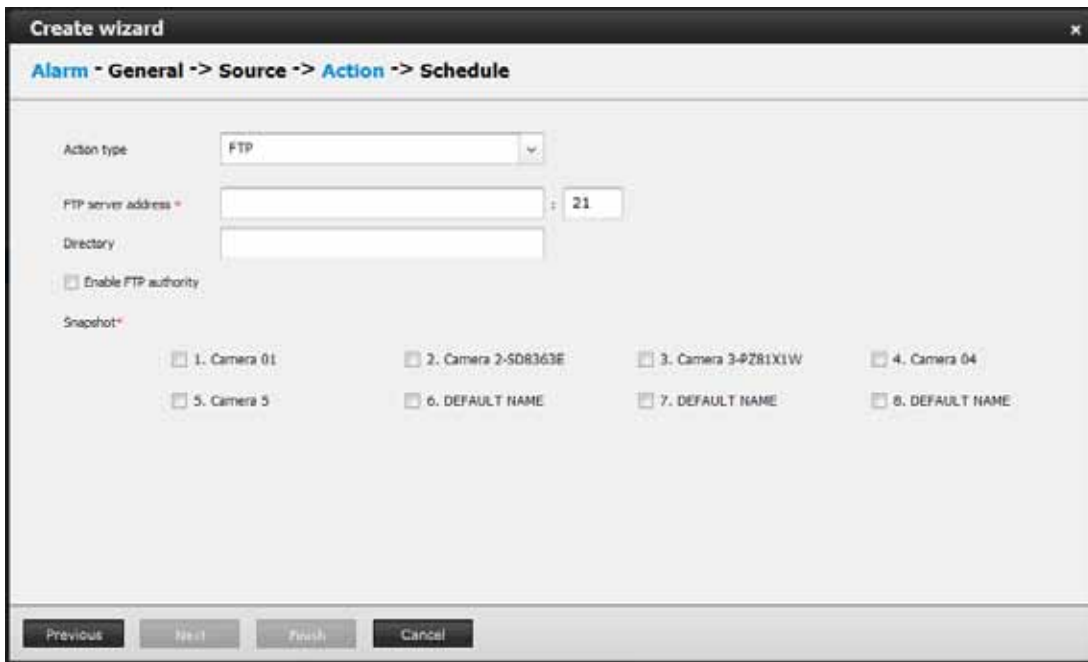 Create wizard x
Alarm - General -> Source -> Action -> Schedule
Action type FTP
FTP server address * : 21
Directory
Enable FTP authority
Snapshot*
1. Camera 01 2. Camera 2-SD8363E 3. Camera 3-PZ81X1W 4. Camera 04
5. Camera 5 6. DEFAULT NAME 7. DEFAULT NAME 8. DEFAULT NAME
Previous Next Finish Cancel